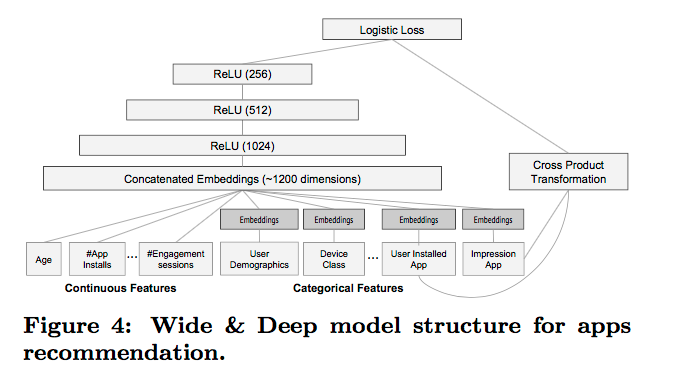 Logistic Loss
ReLU (256)
ReLU (512)
ReLU (1024)
Concatenated Embeddings (~1200 dimensions)
Cross Product
Transformation
Embeddings
Embeddings
Embeddings
Embeddings
Age
#App
Installs
...
#Engagement
sessions
User
Demographics
Device
Class
...
User Installed
App
Impression
App
Continuous Features
Categorical Features
Figure 4: Wide & Deep model structure for apps
recommendation.